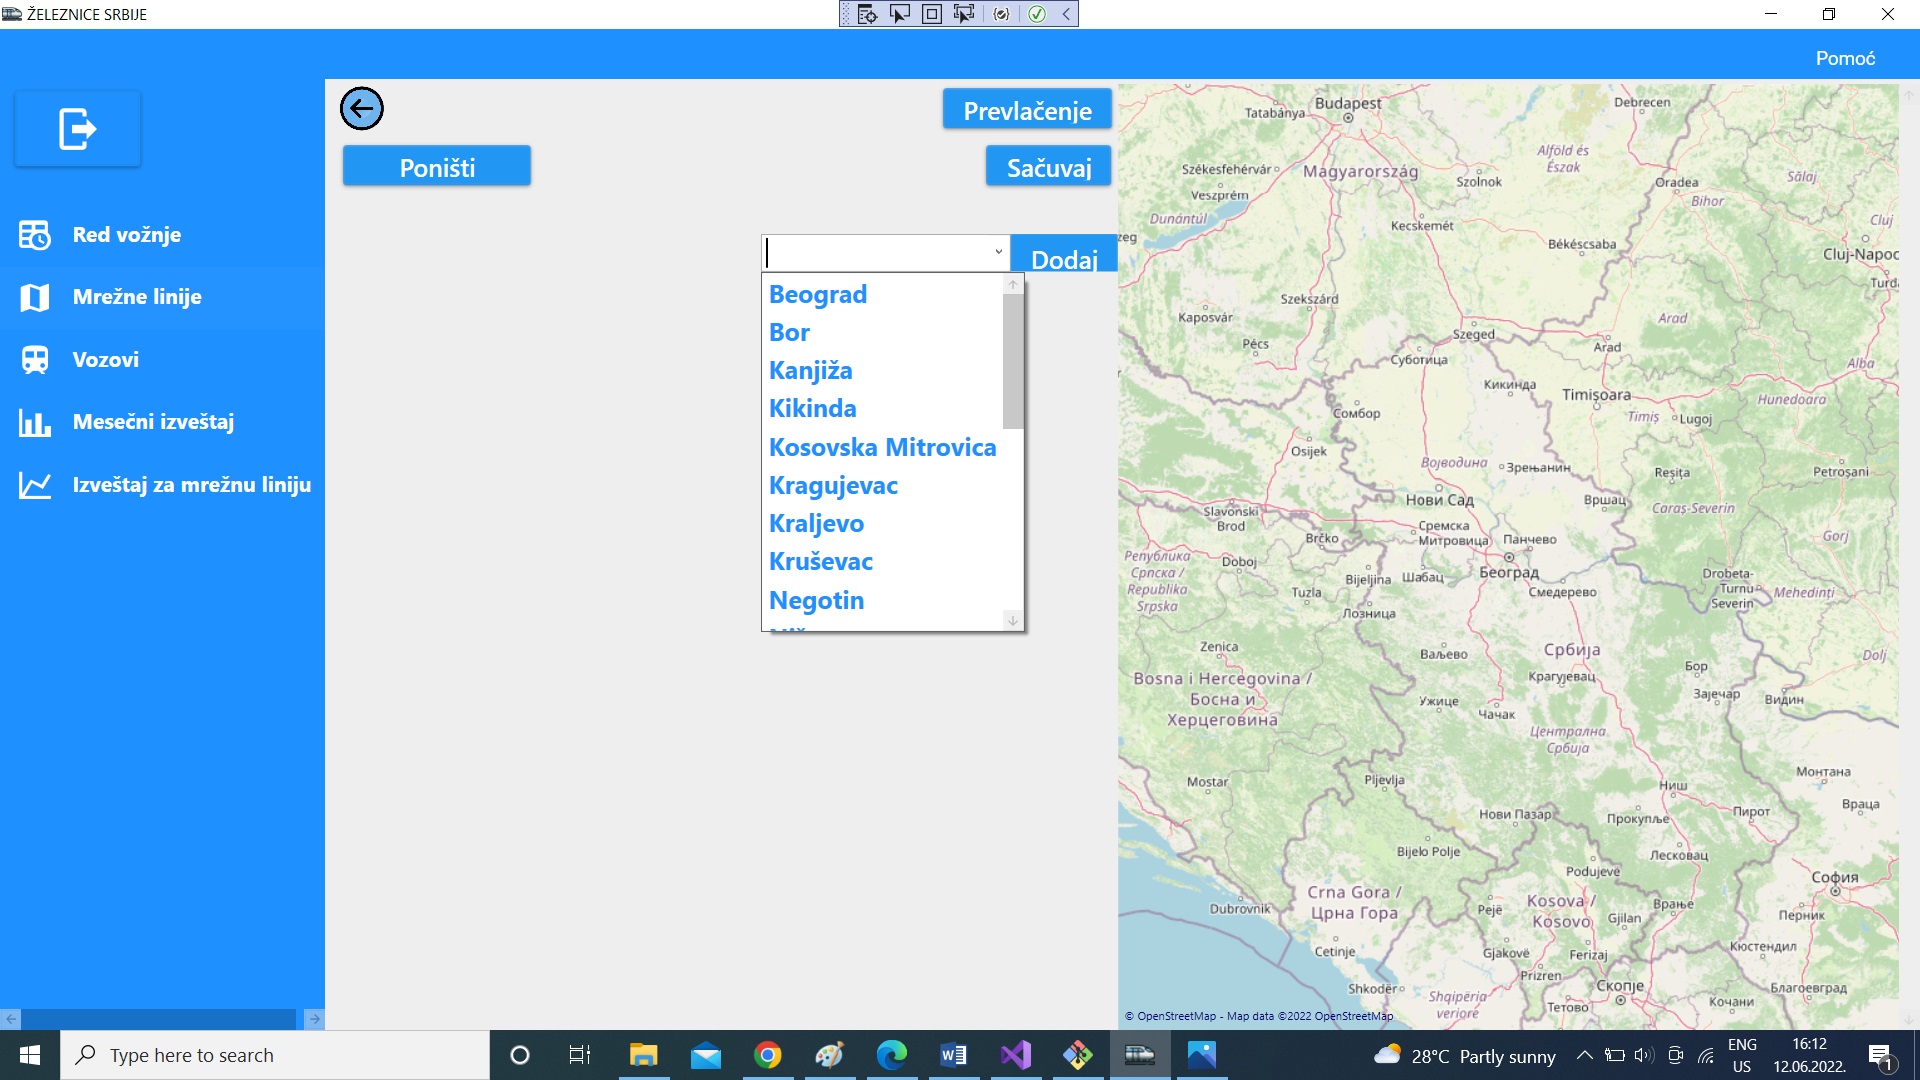 ŽELEZNICE SRBIJE
Pomoć
Prevlačenje
Poništi
Sačuvaj
Red vožnje
Mrežne linije
Vozovi
Mesečni izveštaj
Izveštaj za mrežnu liniju
Dodaj
Beograd
Bor
Kanjiža
Kikinda
Kosovska Mitrovica
Kragujevac
Kraljevo
Kruševac
Negotin
Budapest
Debrecen
Tatabánya
Alföld és
Észak
Székesfehérvár
Magyarország
Szolnok
Oradea
Sălaj
Veszprém
Bihor
Dunántúl
Kecskemét
Cluj
zeg
Békéscsaba
Cluj-Napoc
Turda
Szekszárd
Kaposvár
Arad
Szeged
Pécs
Суботица
Arad
Alba
Кикинда
Timișoara
Hunedoara
Сомбор
Timiș
Lugoj
Osijek
Војводина
Зрењанин
Reșița
Petroșani
Нови Сад
Вршац
Caraș-Severin
Slavonski
Brod
Сремска
Митровица
Brčko
Панчево
Gorj
Република
Српска /
Republika
Srpska
Doboj
Bijeljina
Шабац
Београд
Drobeta-
Turnu
Severin
Mehedinți
Tuzla
Смедерево
Лозница
Zenica
Ваљево
Србија
Dolj
Бор
Bosna i Hercegovina /
Босна и
Херцеговина
Крагујевац
Зајечар
Видин
Ужице
Чачак
Централна
Србија
Mostar
Pljevlja
Монтана
Ниш
Нови Пазар
Прокупље
Пирот
Враца
Bijelo Polje
Лесковац
Podujevë
София
Crna Gora /
Црна Гора
Dubrovnik
Pejë
Kosova /
Kosovo
Gjilan
Врање
Перник
Cetinje
Gjakovë
Ferizaj
Кюстендил
Prizren
Shkodër
Скопје
Благоевград
Shqipëria
veriore
Тетово
Кочани
© OpenStreetMap - Map data ©2022 OpenStreetMap
Type here to search
28°C Partly sunny
ENG
US
16:12
12.06.2022.
1